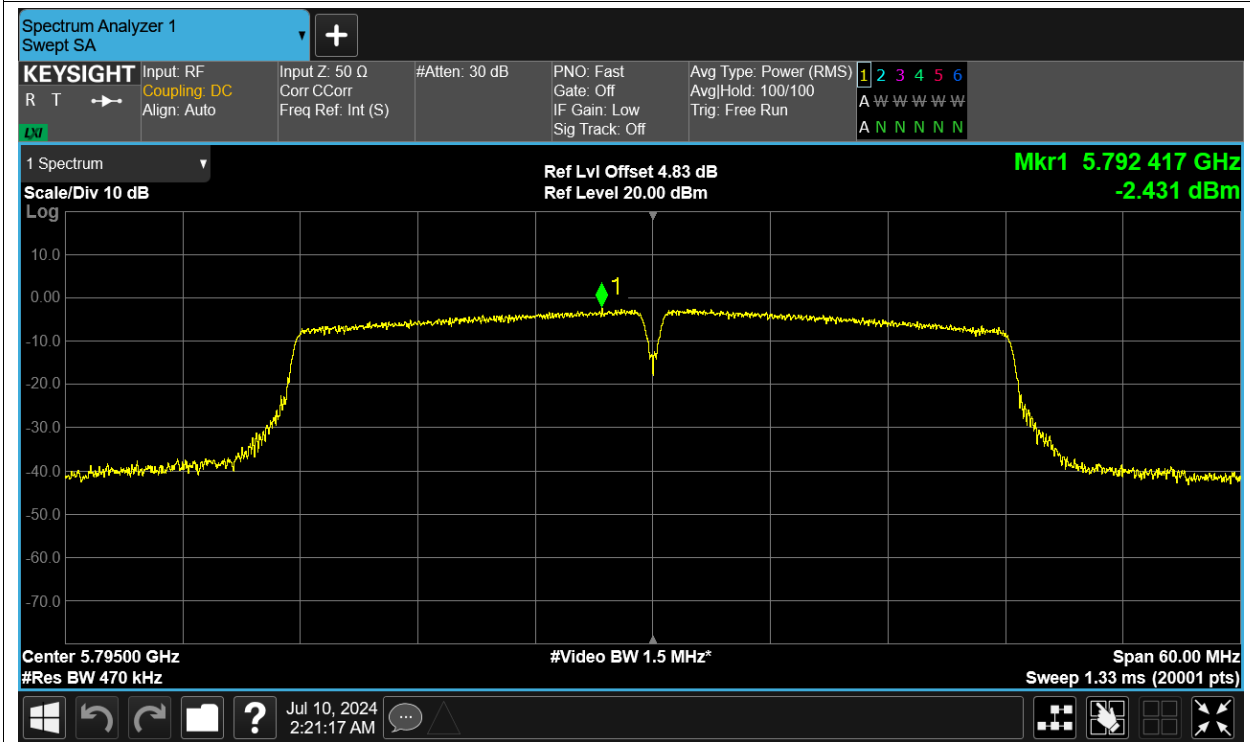 Spectrum Analyzer 1
Swept SA
KEYSIGHT
R T
LXI
Input: RF
Coupling: DC
Align: Auto
Input Z: 50 Ω
Corr CCorr
Freq Ref: Int (S)
#Atten: 30 dB
PNO: Fast
Gate: Off
IF Gain: Low
Sig Track: Off
Avg Type: Power (RMS)
Avg|Hold: 100/100
Trig: Free Run
1 2 3 4 5 6
A W W W W W
A N N N N N
1 Spectrum
Scale/Div 10 dB
Log
Ref Lvl Offset 4.83 dB
Ref Level 20.00 dBm
Mkr1 5.792 417 GHz
-2.431 dBm
10.0
0.00
1
-10.0
-20.0
-30.0
-40.0
-50.0
-60.0
-70.0
Center 5.79500 GHz
#Res BW 470 kHz
#Video BW 1.5 MHz*
Span 60.00 MHz
Sweep 1.33 ms (20001 pts)
?
Jul 10, 2024
2:21:17 AM